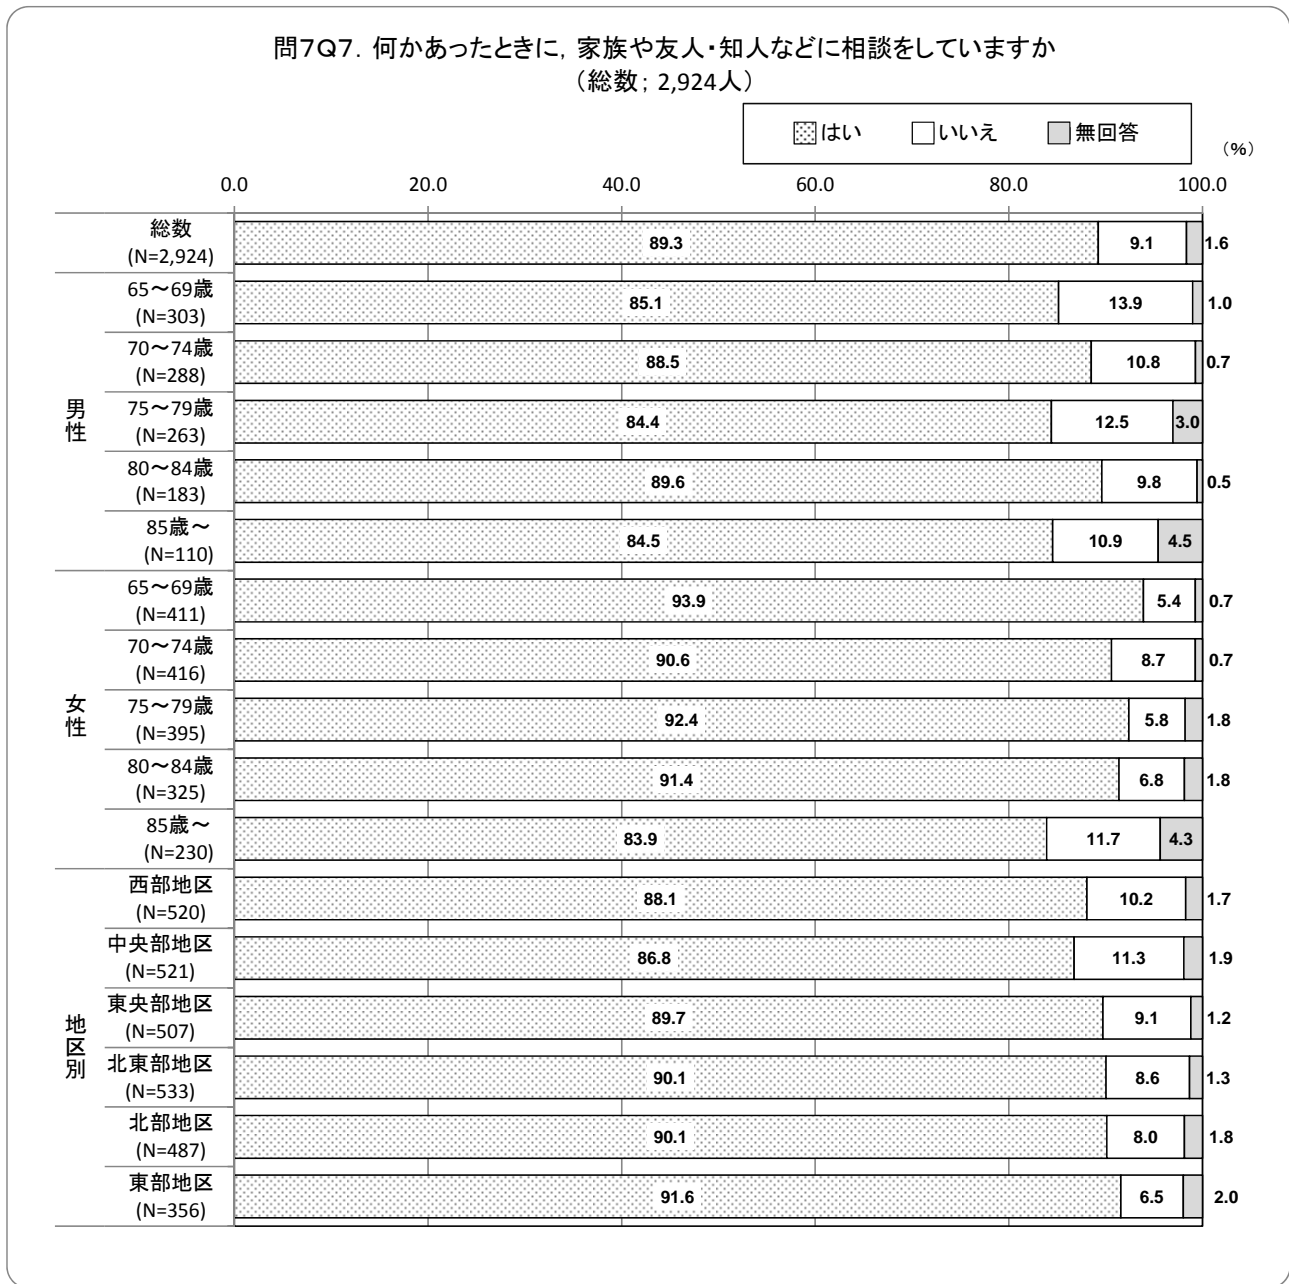 問7Q7．何かあったときに，家族や友人・知人などに相談をしていますか
（総数；2,924人）
はい いいえ 無回答
（%）
0.0 20.0 40.0 60.0 80.0 100.0
総数
(N=2,924)
89.3 9.1 1.6
男性
65～69歳
(N=303)
85.1 13.9 1.0
70～74歳
(N=288)
88.5 10.8 0.7
75～79歳
(N=263)
84.4 12.5 3.0
80～84歳
(N=183)
89.6 9.8 0.5
85歳～
(N=110)
84.5 10.9 4.5
女性
65～69歳
(N=411)
93.9 5.4 0.7
70～74歳
(N=416)
90.6 8.7 0.7
75～79歳
(N=395)
92.4 5.8 1.8
80～84歳
(N=325)
91.4 6.8 1.8
85歳～
(N=230)
83.9 11.7 4.3
地区別
西部地区
(N=520)
88.1 10.2 1.7
中央部地区
(N=521)
86.8 11.3 1.9
東央部地区
(N=507)
89.7 9.1 1.2
北東部地区
(N=533)
90.1 8.6 1.3
北部地区
(N=487)
90.1 8.0 1.8
東部地区
(N=356)
91.6 6.5 2.0